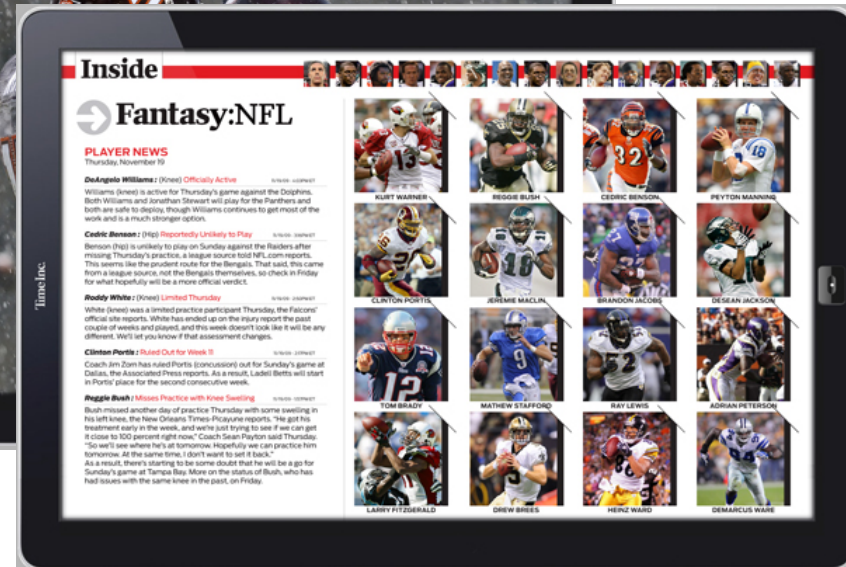 Inside
Fantasy:NFL
PLAYER NEWS
Thursday, November 19
DeAngelo Williams: (Knee) Officially Active
Williams (knee) is active for Thursday's game against the Dolphins.
Both Williams and Jonathan Stewart will play for the Panthers and
both are safe to deploy, though Williams continues to get most of the
work and is a much stronger option.
Cedric Benson: (Hip) Reportedly Unlikely to Play
Benson (hip) is unlikely to play on Sunday against the Raiders after
missing Thursday's practice, a league source told NFL.com reports.
This seems like the prudent route for the Bengals. That said, this came
from a league source, not the Bengals themselves, so check in Friday
for what hopefully will be a more official verdict.
Roddy White: (Knee) Limited Thursday
White (knee) was a limited practice participant Thursday, the Falcons'
official site reports. White has ended up on the injury report the past
couple of weeks and played, and this week doesn't look like it will be any
different. We'll let you know if that assessment changes.
Clinton Portis: Ruled Out for Week 11
Coach Jim Zorn has ruled Portis (concussion) out for Sunday's game at
Dallas, the Associated Press reports. As a result, Ladell Betts will start
in Portis' place for the second consecutive week.
Reggie Bush: Misses Practice with Knee Swelling
Bush missed another day of practice Thursday with some swelling in
his left knee, the New Orleans Times-Picayune reports. "He got his
treatment early in the week, and we're just trying to see if we can get
it close to 100 percent right now," Coach Sean Payton said Thursday.
"So we'll see where he's at tomorrow. Hopefully we can practice him
tomorrow. At the same time, I don't want to set it back."
As a result, there's starting to be some doubt that he will be a go for
Sunday's game at Tampa Bay. More on the status of Bush, who has
had issues with the same knee in the past, on Friday.
KURT WARNER
REGGIE BUSH
CEDRIC BENSON
PEYTON MANNING
CLINTON PORTIS
JEREMIE MACLIN
BRANDON JACOBS
DESEAN JACKSON
TOM BRADY
MATHEW STAFFORD
RAY LEWIS
ADRIAN PETERSON
LARRY FITZGERALD
DREW BREES
HEINZ WARD
DEMARCUS WARE
Time Inc.